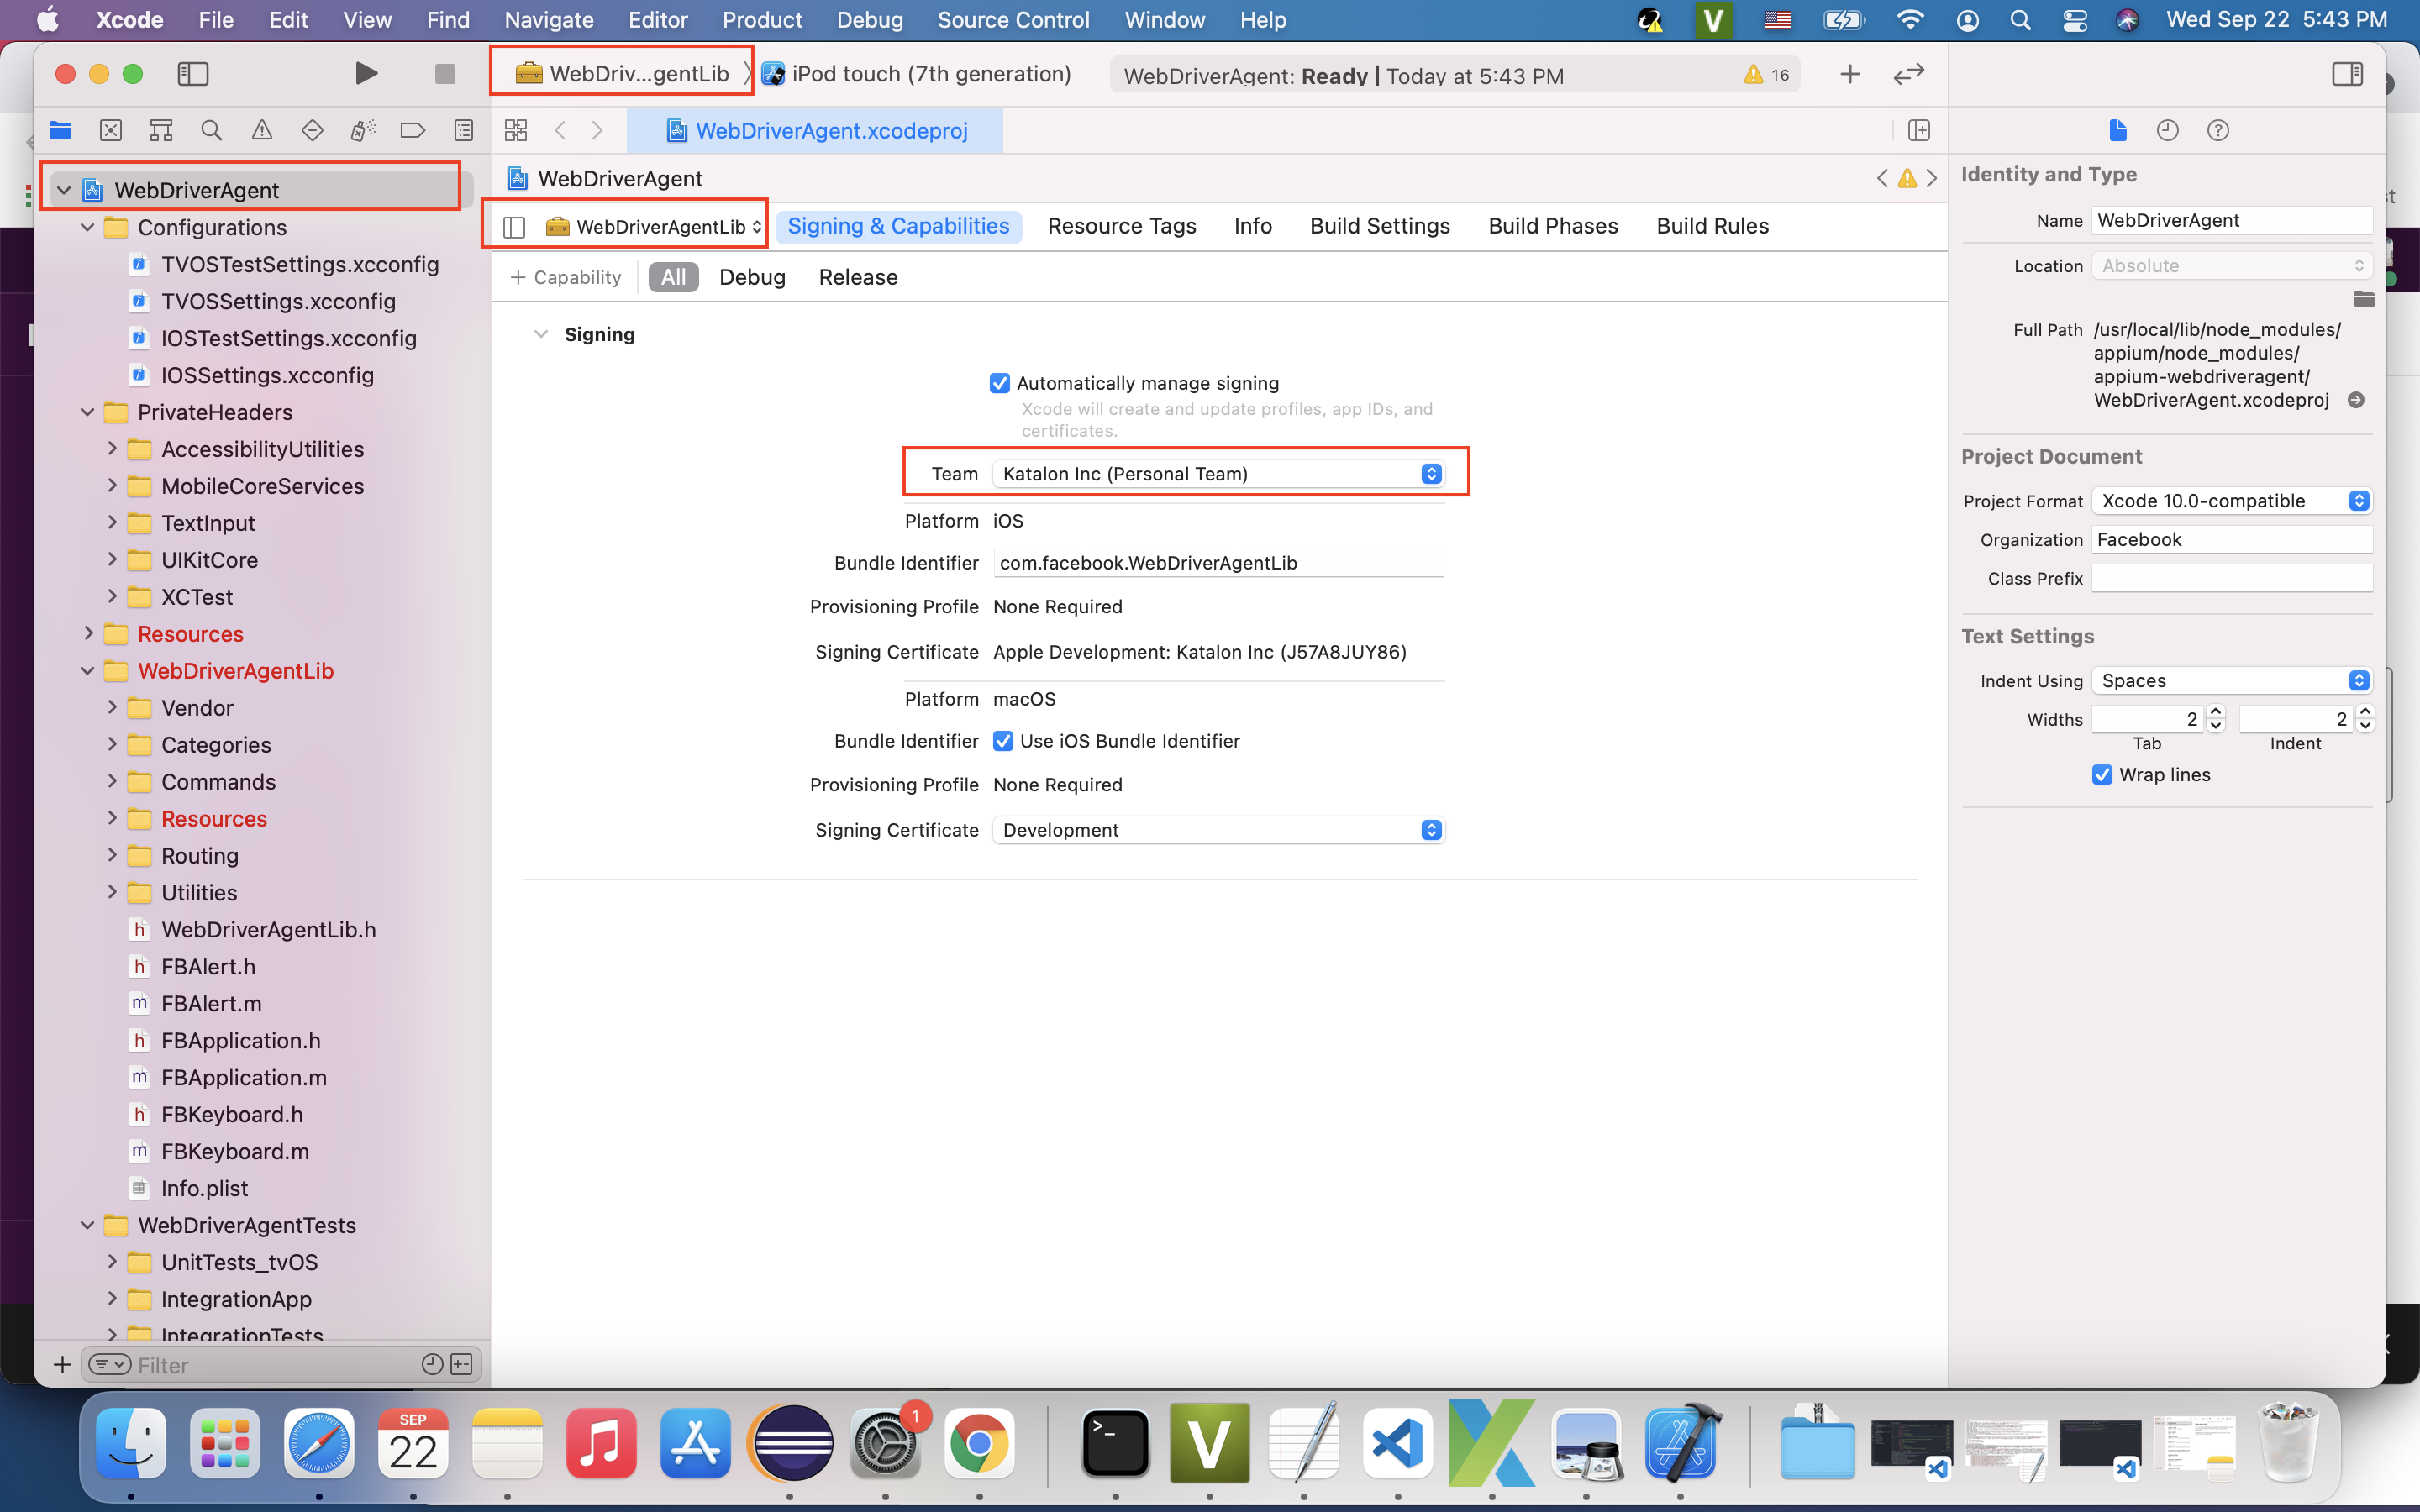 Xcode File Edit View Find Navigate Editor Product Debug Source Control Window Help V Wed Sep 22 5:43 PM
WebDriv...gentLib iPod touch (7th generation) WebDriverAgent: Ready | Today at 5:43 PM 16
WebDriverAgent.xcodeproj
WebDriverAgent
WebDriverAgentLib Signing & Capabilities Resource Tags Info Build Settings Build Phases Build Rules
+ Capability All Debug Release
WebDriverAgent
Configurations
TVOSTestSettings.xcconfig
TVOSSettings.xcconfig
IOSTestSettings.xcconfig
IOSSettings.xcconfig
PrivateHeaders
AccessibilityUtilities
MobileCoreServices
TextInput
UIKitCore
XCTest
Resources
WebDriverAgentLib
Vendor
Categories
Commands
Resources
Routing
Utilities
h WebDriverAgentLib.h
h FBAlert.h
m FBAlert.m
h FBApplication.h
m FBApplication.m
h FBKeyboard.h
m FBKeyboard.m
Info.plist
WebDriverAgentTests
UnitTests_tvOS
IntegrationApp
IntegrationTests
Filter
Signing
Automatically manage signing
Xcode will create and update profiles, app IDs, and
certificates.
Team Katalon Inc (Personal Team)
Platform iOS
Bundle Identifier com.facebook.WebDriverAgentLib
Provisioning Profile None Required
Signing Certificate Apple Development: Katalon Inc (J57A8JUY86)
Platform macOS
Bundle Identifier Use iOS Bundle Identifier
Provisioning Profile None Required
Signing Certificate Development
Identity and Type
Name WebDriverAgent
Location Absolute
Full Path /usr/local/lib/node_modules/
appium/node_modules/
appium-webdriveragent/
WebDriverAgent.xcodeproj
Project Document
Project Format Xcode 10.0-compatible
Organization Facebook
Class Prefix
Text Settings
Indent Using Spaces
Widths 2 2
Tab Indent
Wrap lines
SEP
22
1
>_
V